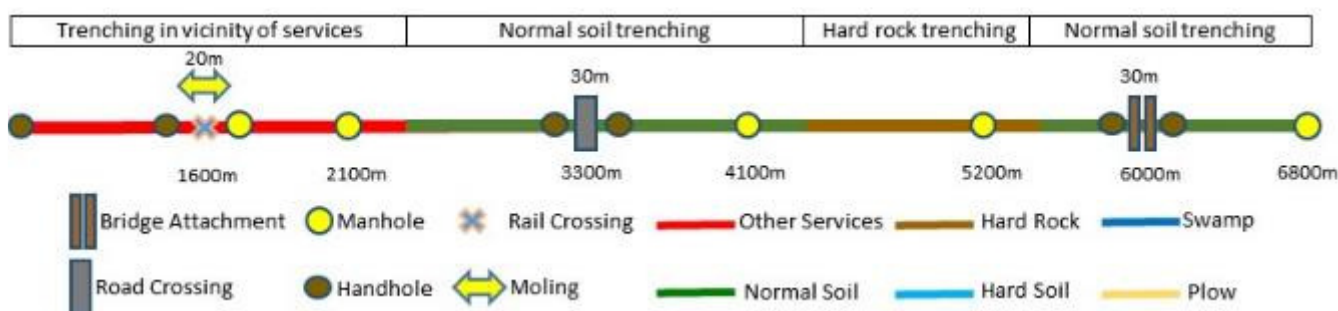 Trenching in vicinity of services Normal soil trenching Hard rock trenching Normal soil trenching
20m 30m 30m
1600m 2100m 3300m 4100m 5200m 6000m 6800m
Bridge Attachment Manhole Rail Crossing Other Services Hard Rock Swamp
Road Crossing Handhole Moling Normal Soil Hard Soil Plow